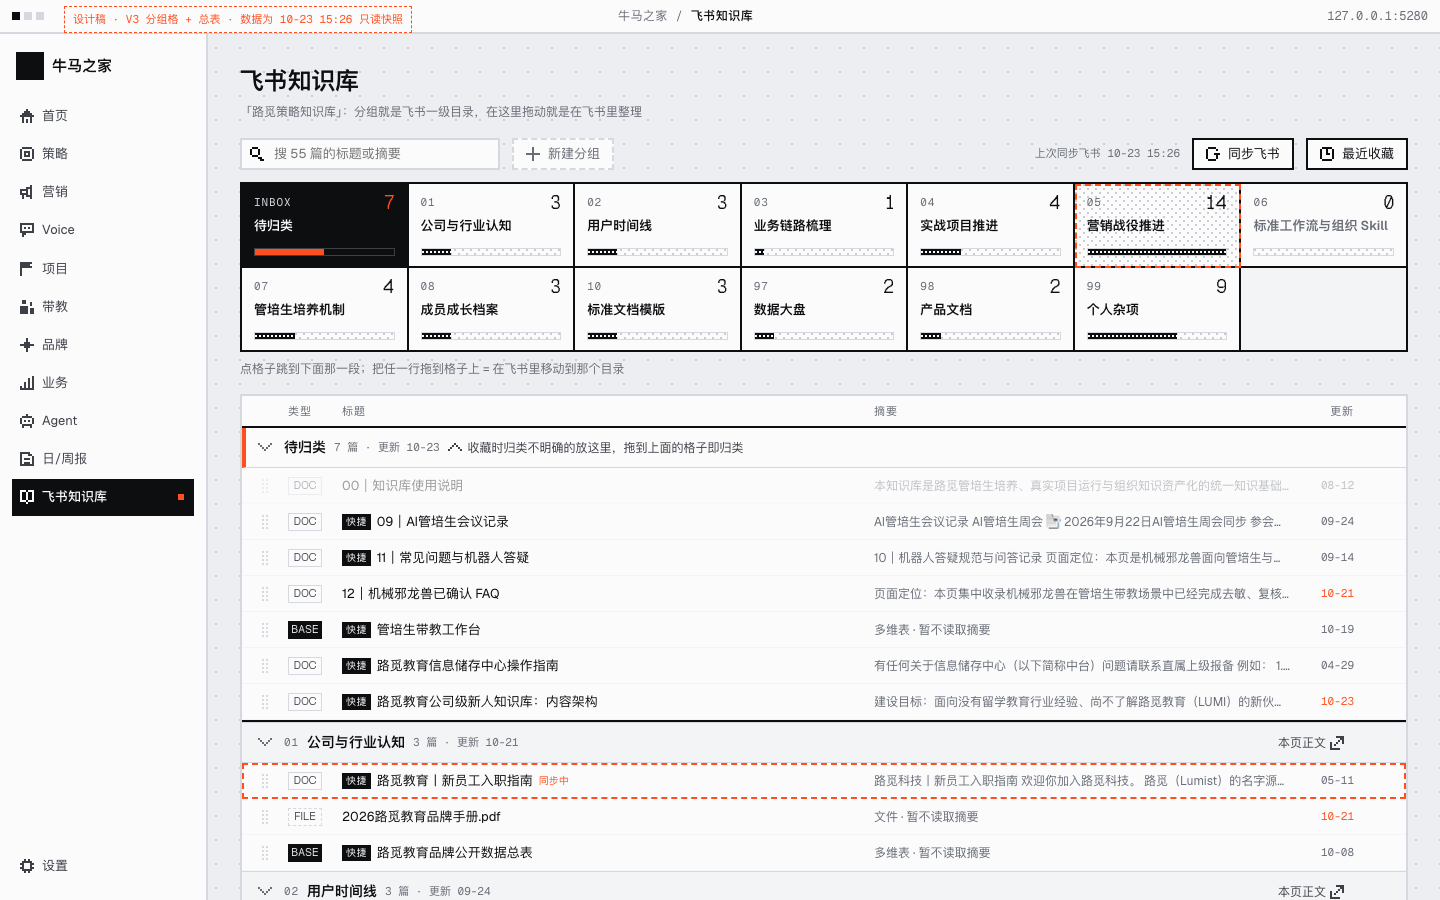 设计稿 · V3 分组格 + 总表 · 数据为 10-23 15:26 只读快照
牛马之家 / 飞书知识库
127.0.0.1:5280
牛马之家
首页
策略
营销
Voice
项目
带教
品牌
业务
Agent
日/周报
飞书知识库
设置
飞书知识库
「路觅策略知识库」：分组就是飞书一级目录，在这里拖动就是在飞书里整理
搜 55 篇的标题或摘要
新建分组
上次同步飞书 10-23 15:26
同步飞书
最近收藏
INBOX 7
待归类
01 3
公司与行业认知
02 3
用户时间线
03 1
业务链路梳理
04 4
实战项目推进
05 14
营销战役推进
06 0
标准工作流与组织 Skill
07 4
管培生培养机制
08 3
成员成长档案
10 3
标准文档模版
97 2
数据大盘
98 2
产品文档
99 9
个人杂项
点格子跳到下面那一段；把任一行拖到格子上 = 在飞书里移动到那个目录
类型 标题 摘要 更新
待归类 7 篇 · 更新 10-23 收藏时归类不明确的放这里，拖到上面的格子即归类
DOC 00｜知识库使用说明 本知识库是路觅管培生培养、真实项目运行与组织知识资产化的统一知识基础... 08-12
DOC 快捷 09｜AI管培生会议记录 AI管培生会议记录 AI管培生周会 2026年9月22日AI管培生周会同步 参会... 09-24
DOC 快捷 11｜常见问题与机器人答疑 10｜机器人答疑规范与问答记录 页面定位：本页是机械邪龙兽面向管培生与... 09-14
DOC 12｜机械邪龙兽已确认 FAQ 页面定位：本页集中收录机械邪龙兽在管培生带教场景中已经完成去敏、复核... 10-21
BASE 快捷 管培生带教工作台 多维表 · 暂不读取摘要 10-19
DOC 快捷 路觅教育信息储存中心操作指南 有任何关于信息储存中心（以下简称中台）问题请联系直属上级报备 例如： 1.... 04-29
DOC 快捷 路觅教育公司级新人知识库：内容架构 建设目标：面向没有留学教育行业经验、尚不了解路觅教育（LUMI）的新伙... 10-23
01 公司与行业认知 3 篇 · 更新 10-21 本页正文
DOC 快捷 路觅教育丨新员工入职指南 同步中 路觅科技丨新员工入职指南 欢迎你加入路觅科技。 路觅（Lumist）的名字源... 05-11
FILE 2026路觅教育品牌手册.pdf 文件 · 暂不读取摘要 10-21
BASE 快捷 路觅教育品牌公开数据总表 多维表 · 暂不读取摘要 10-08
02 用户时间线 3 篇 · 更新 09-24 本页正文